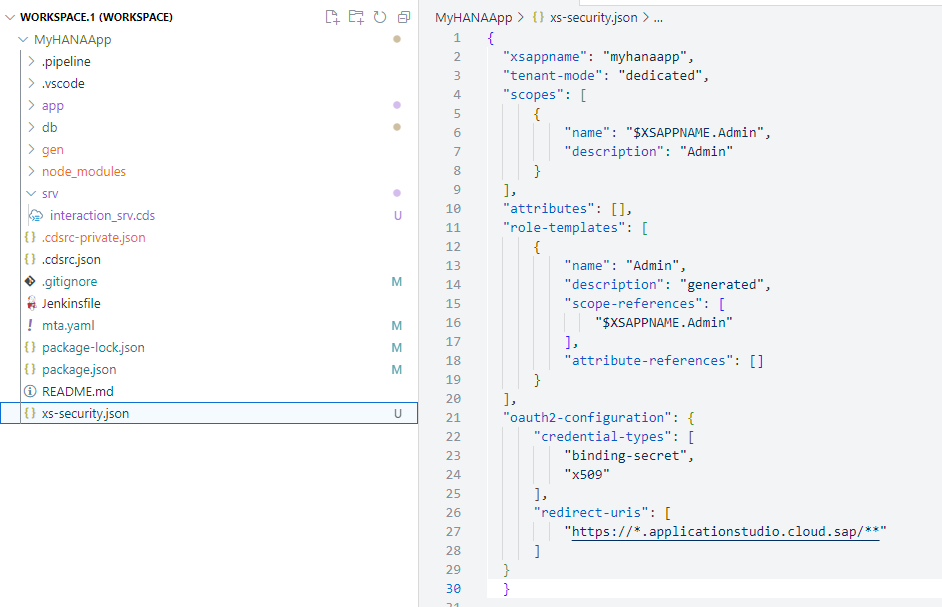 WORKSPACE.1 (WORKSPACE)
MyHANAApp
.pipeline
.vscode
app
db
gen
node_modules
srv
interaction_srv.cds U
.cdsrc-private.json
.cdsrc.json
.gitignore M
Jenkinsfile
mta.yaml M
package-lock.json M
package.json M
README.md
xs-security.json U
MyHANAApp > {} xs-security.json > ...
1 {
2 "xsappname": "myhanaapp",
3 "tenant-mode": "dedicated",
4 "scopes": [
5 {
6 "name": "$XSAPPNAME.Admin",
7 "description": "Admin"
8 }
9 ],
10 "attributes": [],
11 "role-templates": [
12 {
13 "name": "Admin",
14 "description": "generated",
15 "scope-references": [
16 "$XSAPPNAME.Admin"
17 ],
18 "attribute-references": []
19 }
20 ],
21 "oauth2-configuration": {
22 "credential-types": [
23 "binding-secret",
24 "x509"
25 ],
26 "redirect-uris": [
27 "https://*.applicationstudio.cloud.sap/**"
28 ]
29 }
30 }